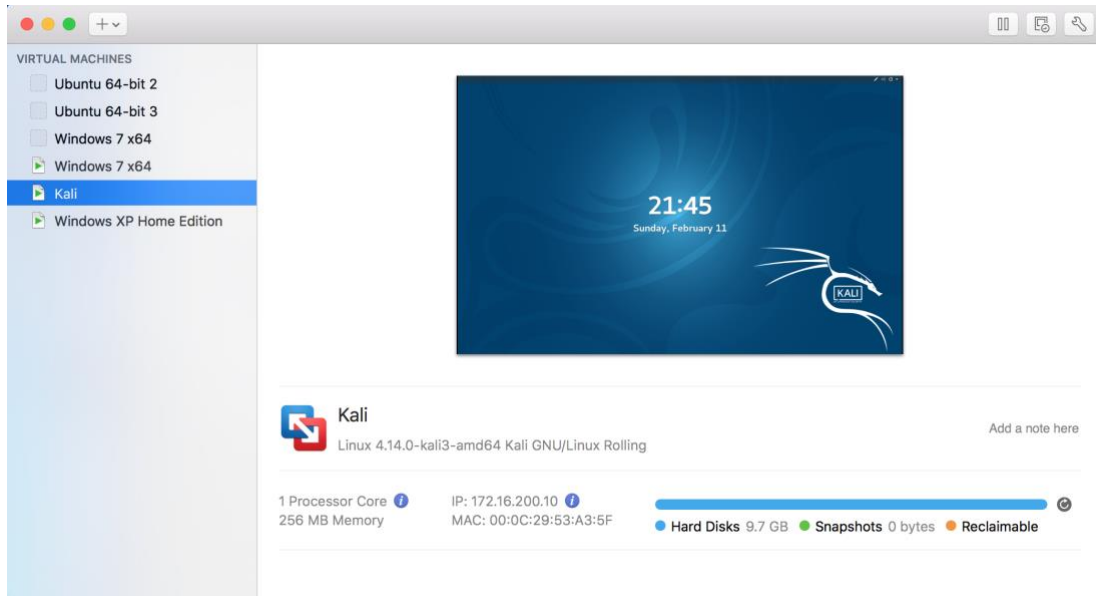 VIRTUAL MACHINES
Ubuntu 64-bit 2
Ubuntu 64-bit 3
Windows 7 x64
Windows 7 x64
Kali
Windows XP Home Edition
21:45
Sunday, February 11
KALI
Kali
Linux 4.14.0-kali3-amd64 Kali GNU/Linux Rolling
Add a note here
1 Processor Core
256 MB Memory
IP: 172.16.200.10
MAC: 00:0C:29:53:A3:5F
Hard Disks 9.7 GB Snapshots 0 bytes Reclaimable